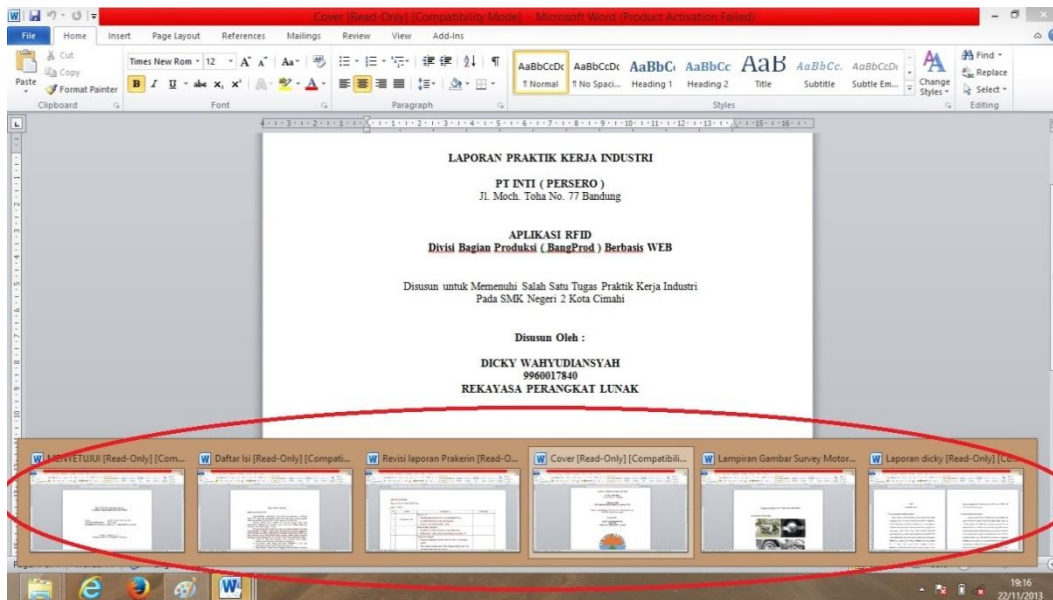 Cover [Read-Only] [Compatibility Mode] - Microsoft Word (Product Activation Failed)
File Home Insert Page Layout References Mailings Review View Add-Ins
Cut
Copy
Format Painter
Paste
Clipboard
Times New Rom 12
Font
Paragraph
AaBbCcDc AaBbCcDc AaBbC AaBbCc AaB AaBbCc. AaBbCcDi
¶ Normal ¶ No Spaci... Heading 1 Heading 2 Title Subtitle Subtle Em...
Change Styles
Styles
Find
Replace
Select
Editing
LAPORAN PRAKTIK KERJA INDUSTRI
PT INTI ( PERSERO )
Jl. Moch. Toha No. 77 Bandung
APLIKASI RFID
Divisi Bagian Produksi ( BangProd ) Berbasis WEB
Disusun untuk Memenuhi Salah Satu Tugas Praktik Kerja Industri
Pada SMK Negeri 2 Kota Cimahi
Disusun Oleh :
DICKY WAHYUDIANSYAH
9960017840
REKAYASA PERANGKAT LUNAK
MENYETUJUI [Read-Only] [Com... Daftar Isi [Read-Only] [Compati... Revisi laporan Prakerin [Read-O... Cover [Read-Only] [Compatibili... Lampiran Gambar Survey Motor... Laporan dicky [Read-Only] [Co...
19:16
22/11/2013